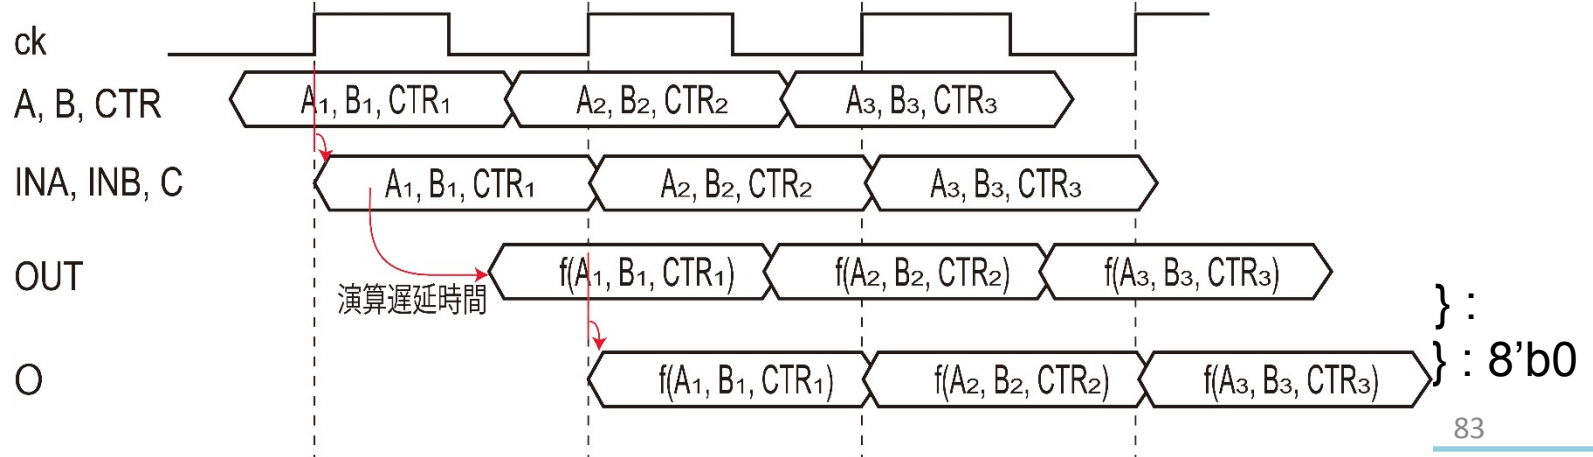 ck
A, B, CTR A₁, B₁, CTR₁ A₂, B₂, CTR₂ A₃, B₃, CTR₃
INA, INB, C A₁, B₁, CTR₁ A₂, B₂, CTR₂ A₃, B₃, CTR₃
OUT f(A₁, B₁, CTR₁) f(A₂, B₂, CTR₂) f(A₃, B₃, CTR₃)
演算遅延時間
} :
O f(A₁, B₁, CTR₁) f(A₂, B₂, CTR₂) f(A₃, B₃, CTR₃) } : 8’b0
83